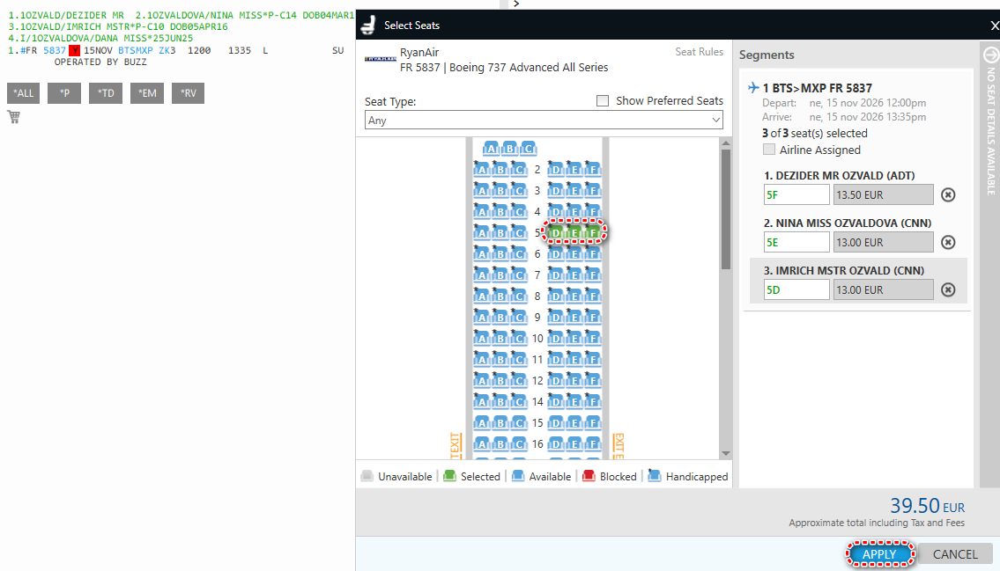 1.1OZVALD/DEZIDER MR  2.1OZVALDOVA/NINA MISS*P-C14 DOB04MAR1
3.1OZVALD/IMRICH MSTR*P-C10 DOB05APR16
4.I/1OZVALDOVA/DANA MISS*25JUN25
1.#FR 5837 Y 15NOV BTSMXP ZK3  1200   1335  L          SU
OPERATED BY BUZZ
*ALL *P *TD *EM *RV
>
Select Seats X
RYANAIR
RyanAir Seat Rules
FR 5837 | Boeing 737 Advanced All Series
Seat Type: Show Preferred Seats
Any
A B C
A B C 2 D E F
A B C 3 D E F
A B C 4 D E F
A B C 5 D E F
A B C 6 D E F
A B C 7 D E F
A B C 8 D E F
A B C 9 D E F
A B C 10 D E F
A B C 11 D E F
A B C 12 D E F
A B C 14 D E F
A B C 15 D E F
A B C 16 D E F
EXIT
EXIT
Unavailable | Selected | Available | Blocked | Handicapped
Segments
1 BTS>MXP FR 5837
Depart: ne, 15 nov 2026 12:00pm
Arrive: ne, 15 nov 2026 13:35pm
3 of 3 seat(s) selected
Airline Assigned
1. DEZIDER MR OZVALD (ADT)
5F 13.50 EUR
2. NINA MISS OZVALDOVA (CNN)
5E 13.00 EUR
3. IMRICH MSTR OZVALD (CNN)
5D 13.00 EUR
NO SEAT DETAILS AVAILABLE
39.50 EUR
Approximate total including Tax and Fees
APPLY CANCEL